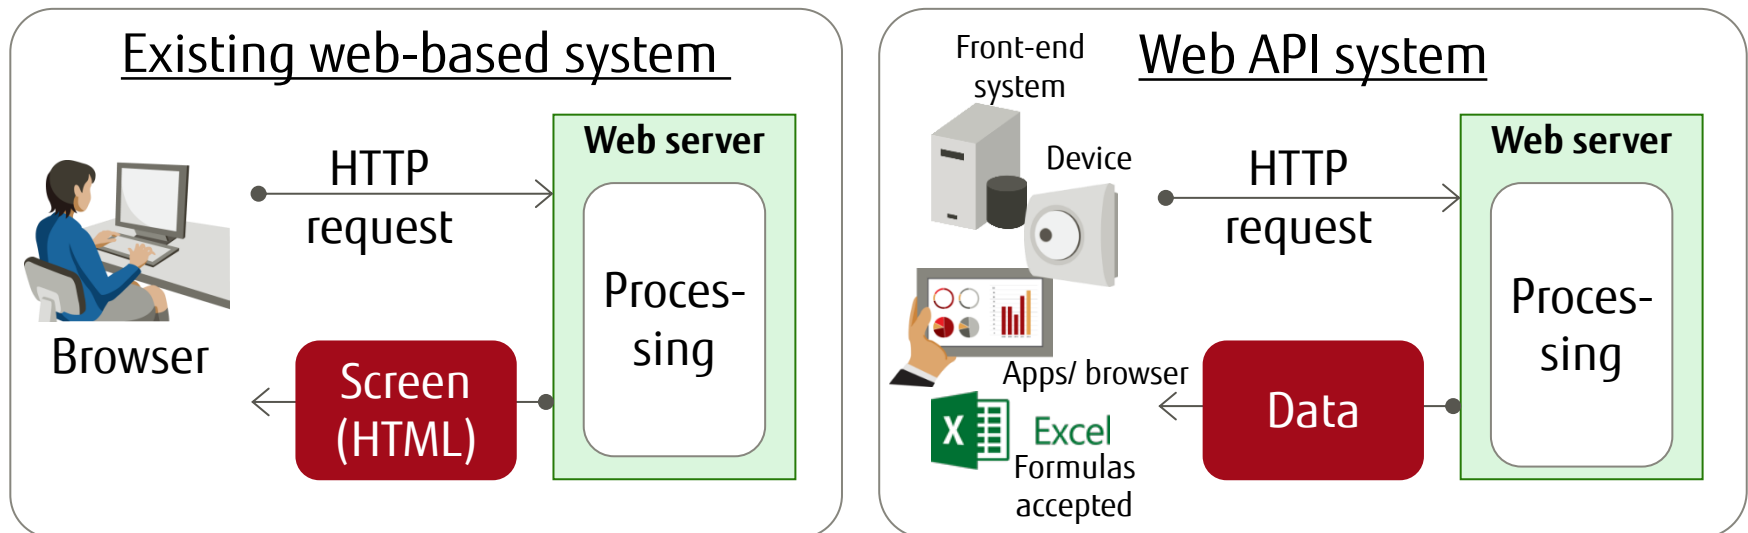 Existing web-based system
Browser
HTTP
request
Web server
Proces-
sing
Screen
(HTML)
Web API system
Front-end
system
Device
Apps/ browser
X
Excel
Formulas
accepted
HTTP
request
Web server
Proces-
sing
Data